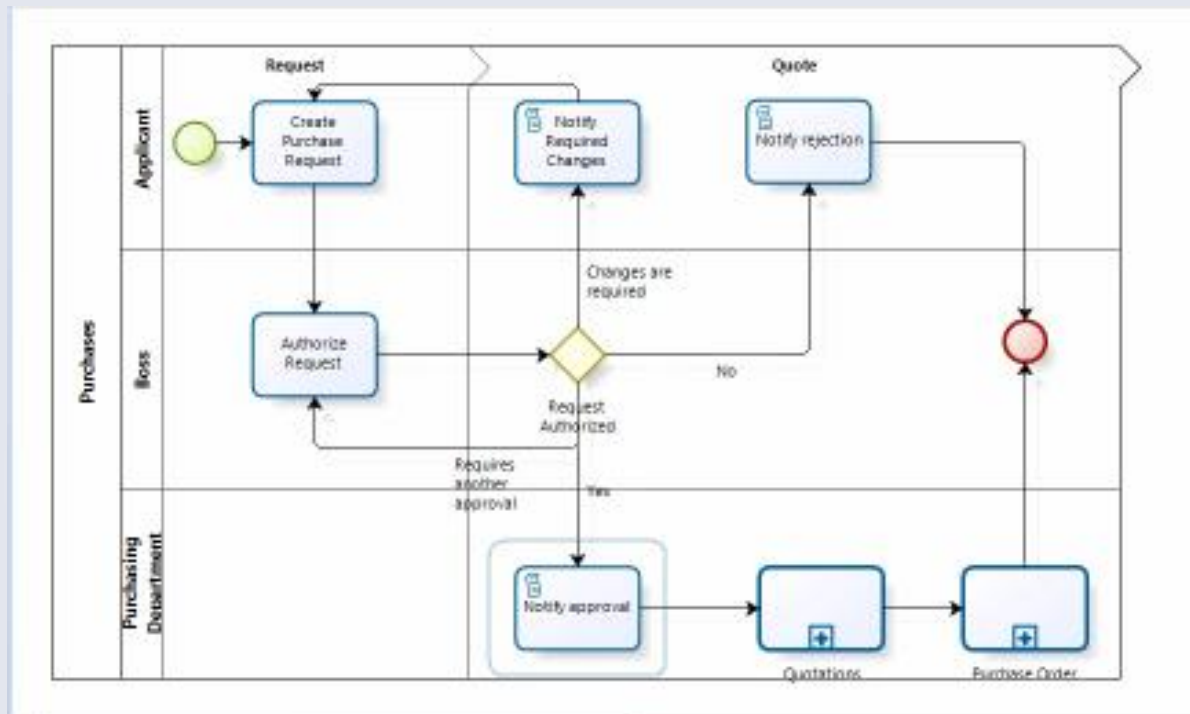 Request
Quote
Purchases
Applicant
Create
Purchase
Request
Notify
Required
Changes
Notify rejection
Boss
Changes are
required
Authorize
Request
No
Request
Authorized
Requires
another
approval
Yes
Purchasing
Department
Notify approval
Quotations
Purchase Order